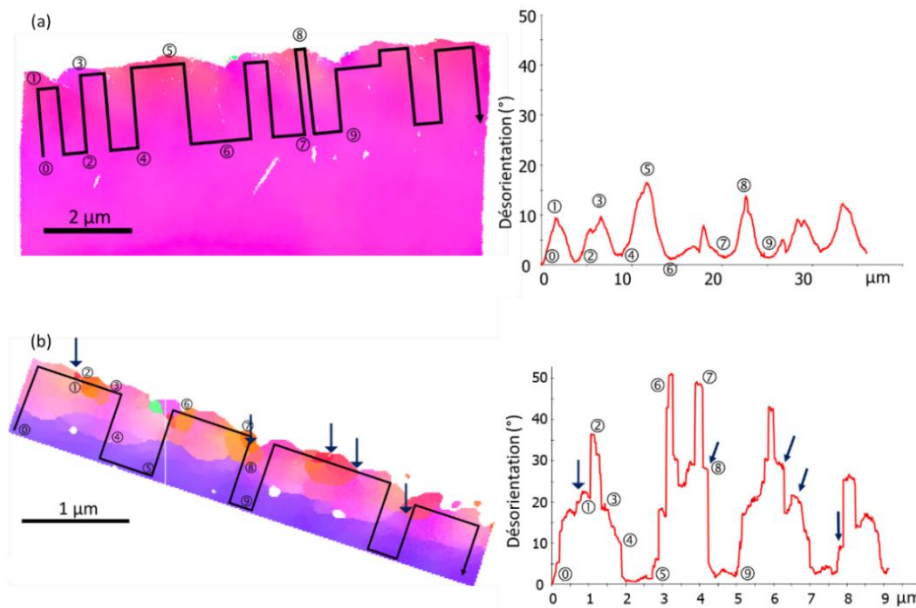 (a)
① ③ ⑤ ⑧
⓪ ② ④ ⑥ ⑦ ⑨
2 μm
Désorientation (°)
50
40
30
20
10
0
① ③ ⑤ ⑧
⓪ ② ④ ⑥ ⑦ ⑨
0 10 20 30 μm
(b)
① ② ③ ⑥ ⑦
⓪ ④ ⑤ ⑧ ⑨
1 μm
Désorientation (°)
50
40
30
20
10
0
② ⑥ ⑦
① ③ ④ ⑧
⓪ ⑤ ⑨
0 1 2 3 4 5 6 7 8 9 μm